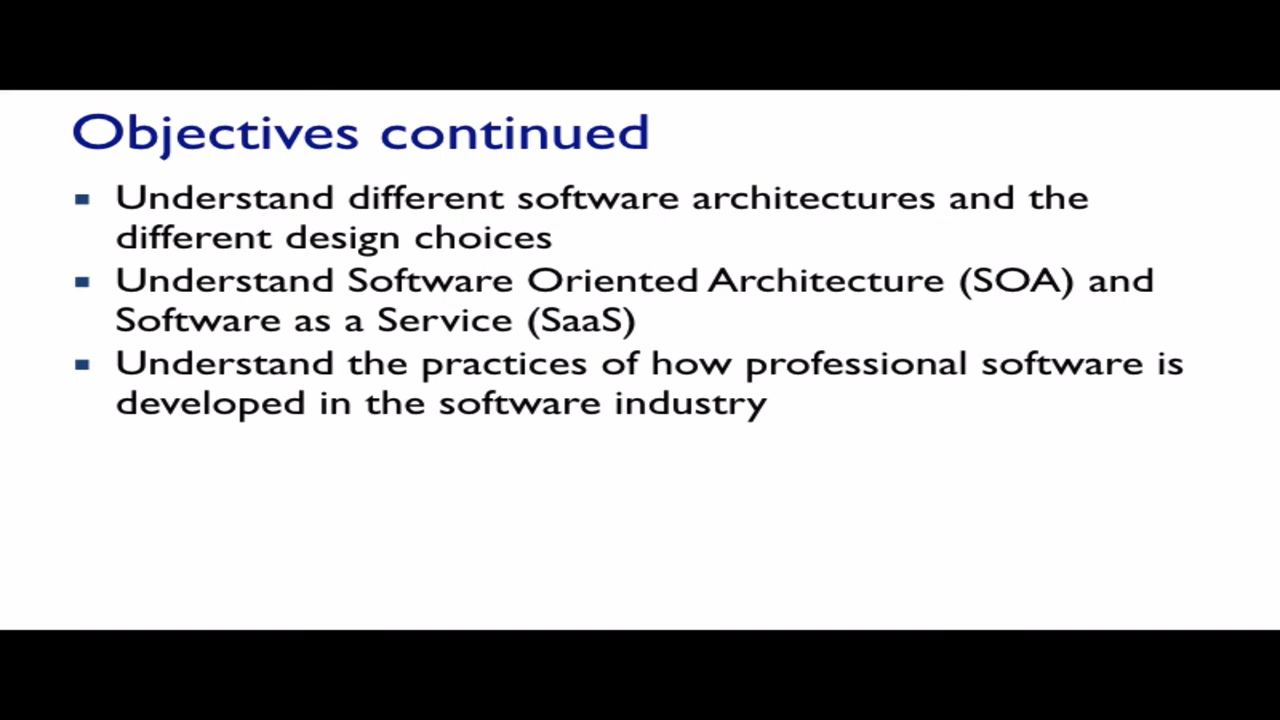 Objectives continued
Understand different software architectures and the
different design choices
Understand Software Oriented Architecture (SOA) and
Software as a Service (SaaS)
Understand the practices of how professional software is
developed in the software industry